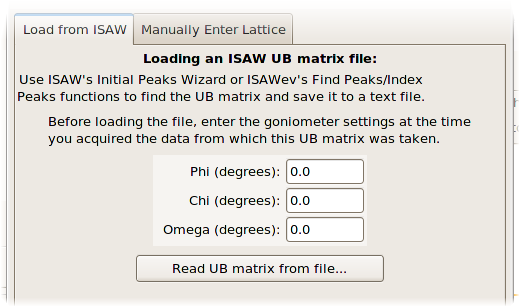 Load from ISAW Manually Enter Lattice
Loading an ISAW UB matrix file:
Use ISAW's Initial Peaks Wizard or ISAWev's Find Peaks/Index
Peaks functions to find the UB matrix and save it to a text file.
Before loading the file, enter the goniometer settings at the time
you acquired the data from which this UB matrix was taken.
Phi (degrees): 0.0
Chi (degrees): 0.0
Omega (degrees): 0.0
Read UB matrix from file...